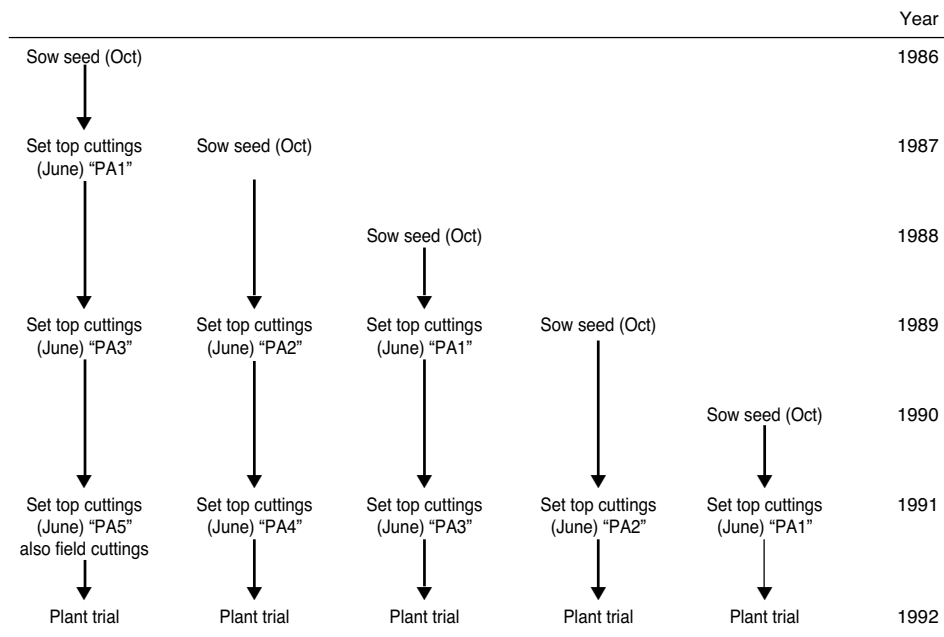 Year
Sow seed (Oct) 1986
Set top cuttings Sow seed (Oct) 1987
(June) “PA1”
Sow seed (Oct) 1988
Set top cuttings Set top cuttings Set top cuttings Sow seed (Oct) 1989
(June) “PA3” (June) “PA2” (June) “PA1”
Sow seed (Oct) 1990
Set top cuttings Set top cuttings Set top cuttings Set top cuttings Set top cuttings 1991
(June) “PA5” (June) “PA4” (June) “PA3” (June) “PA2” (June) “PA1”
also field cuttings
Plant trial Plant trial Plant trial Plant trial Plant trial 1992